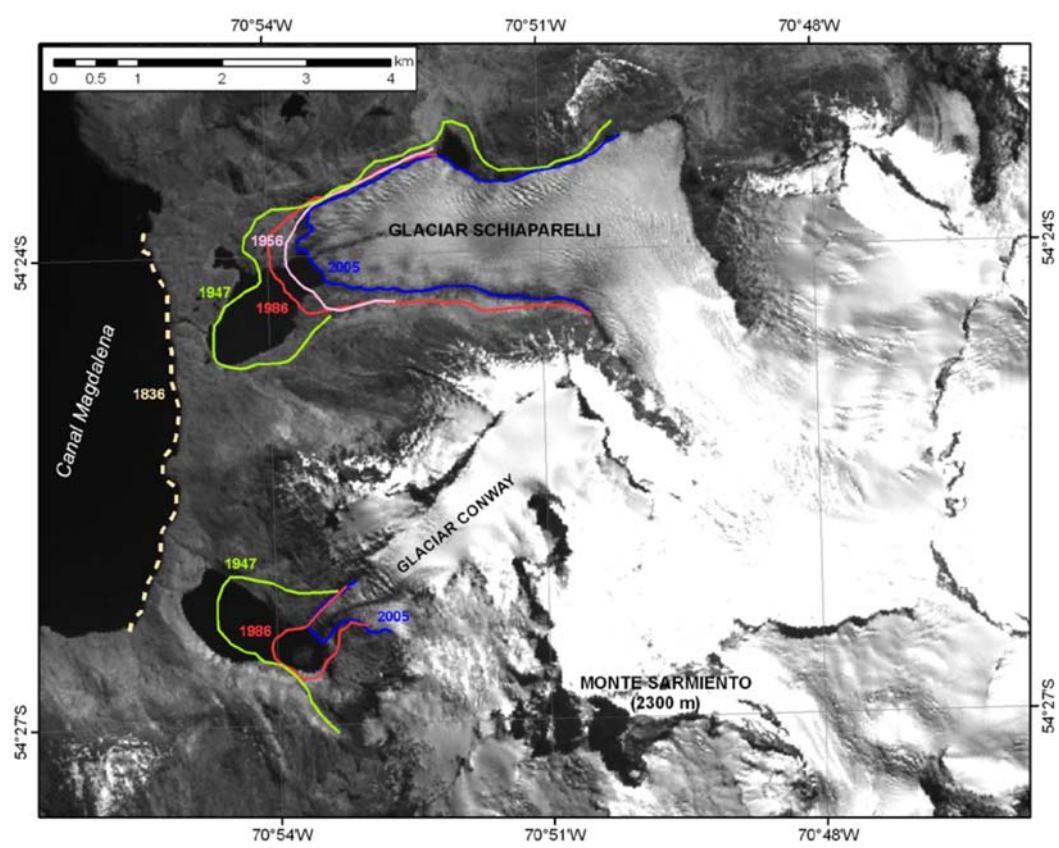 70°54'W 70°51'W 70°48'W
km
0 0.5 1 2 3 4
GLACIAR SCHIAPARELLI
1956
54°24'S
54°24'S
2005
1947
1986
1836
Canal Magdalena
GLACIAR CONWAY
1947
2005
1986
MONTE SARMIENTO
(2300 m)
54°27'S
54°27'S
70°54'W 70°51'W 70°48'W